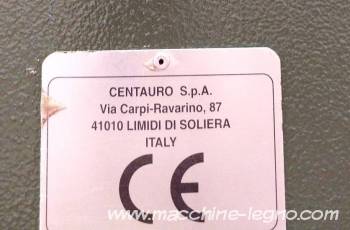 CENTAURO S.p.A.
Via Carpi-Ravarino, 87
41010 LIMIDI DI SOLIERA
ITALY
CE
www.macchine-legno.com